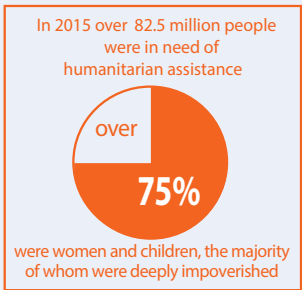 In 2015 over 82.5 million people
were in need of
humanitarian assistance
over
75%
were women and children, the majority
of whom were deeply impoverished